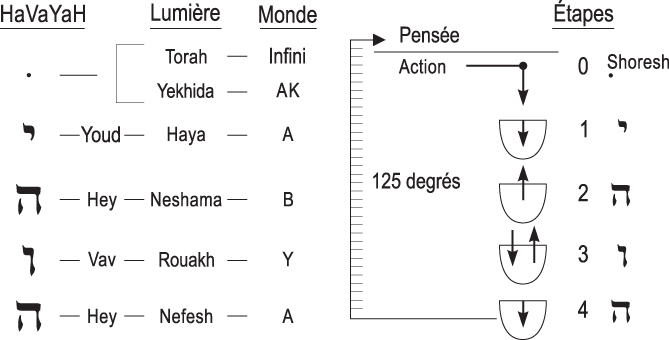 HaVaYaH Lumière Monde
Torah Infini
Yekhida AK
י Youd Haya A
ה Hey Neshama B
ו Vav Rouakh Y
ה Hey Nefesh A
Étapes
Pensée
Action 0 Shoresh
1 י
125 degrés 2 ה
3 ו
4 ה